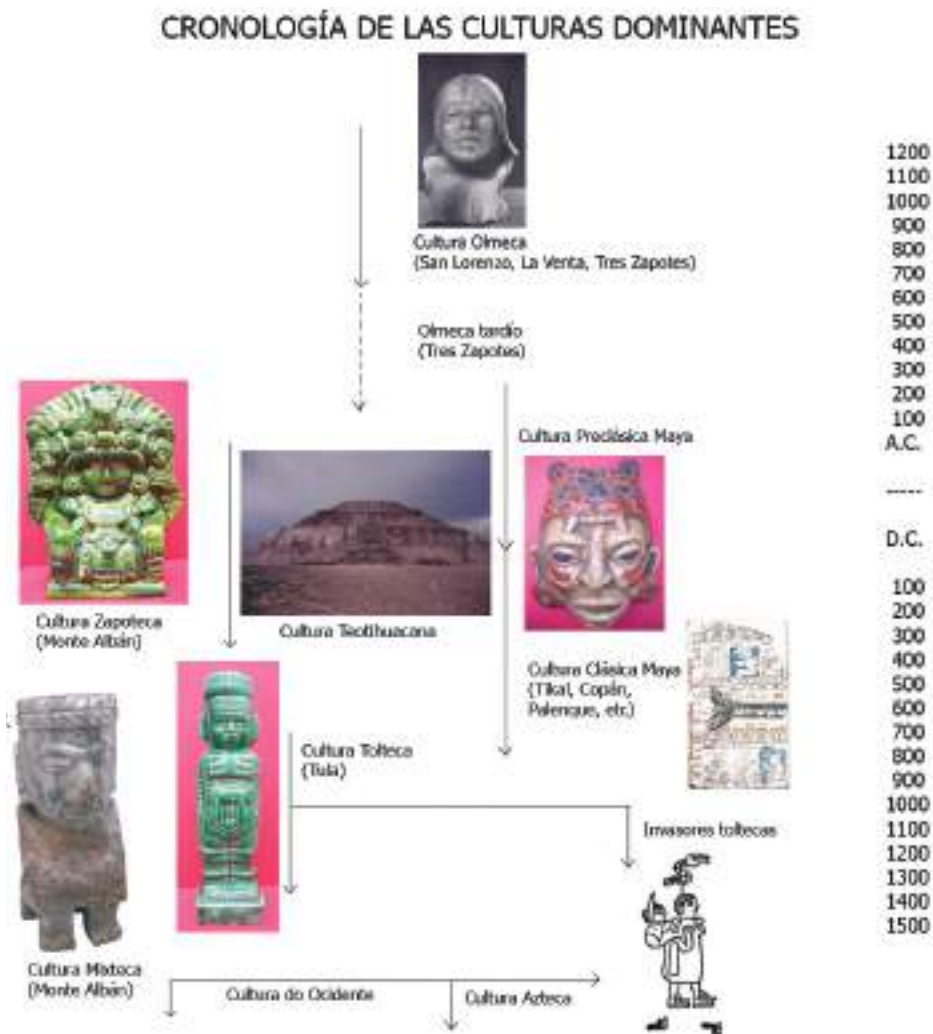 CRONOLOGÍA DE LAS CULTURAS DOMINANTES
Cultura Olmeca
(San Lorenzo, La Venta, Tres Zapotes)
Olmeca tardío
(Tres Zapotes)
Cultura Preclásica Maya
Cultura Zapoteca
(Monte Albán)
Cultura Teotihuacana
Cultura Clásica Maya
(Tikal, Copán,
Palenque, etc.)
Cultura Tolteca
(Tula)
Invasores toltecas
Cultura Mixteca
(Monte Albán)
Cultura do Ocidente
Cultura Azteca
1200
1100
1000
900
800
700
600
500
400
300
200
100
A.C.
-----
D.C.
100
200
300
400
500
600
700
800
900
1000
1100
1200
1300
1400
1500